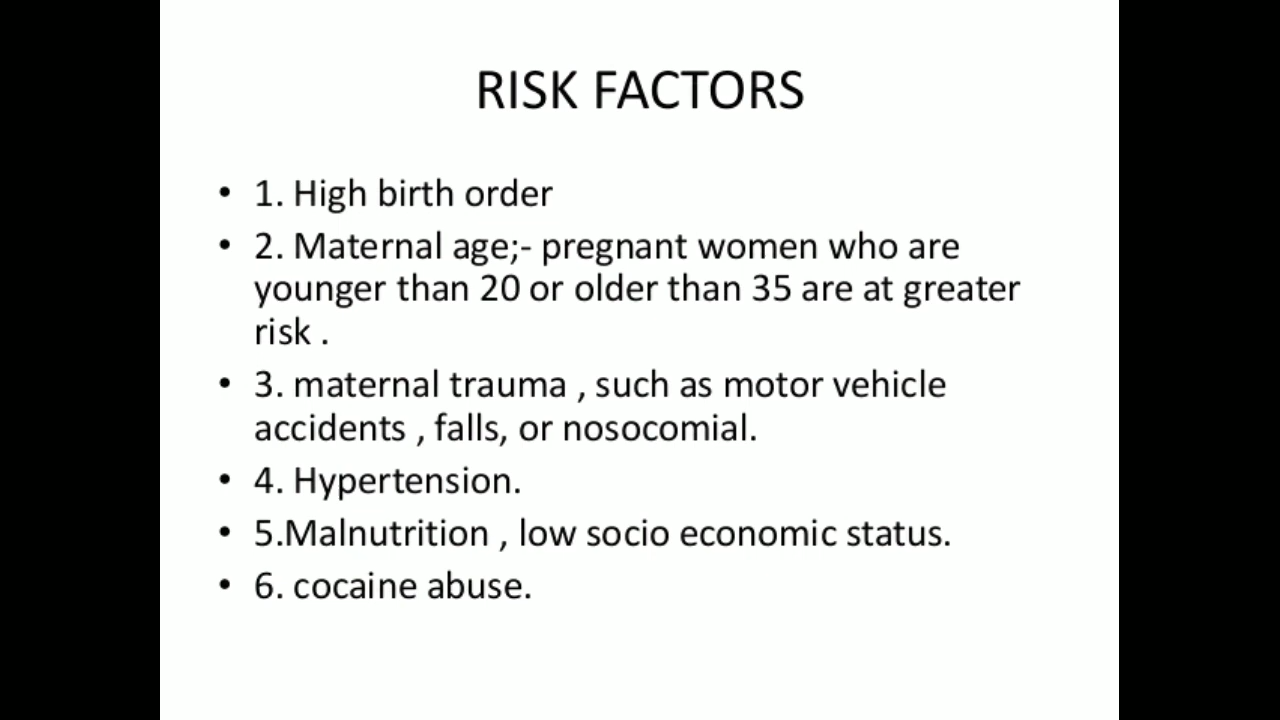 RISK FACTORS
• 1. High birth order
• 2. Maternal age;- pregnant women who are
younger than 20 or older than 35 are at greater
risk .
• 3. maternal trauma , such as motor vehicle
accidents , falls, or nosocomial.
• 4. Hypertension.
• 5.Malnutrition , low socio economic status.
• 6. cocaine abuse.